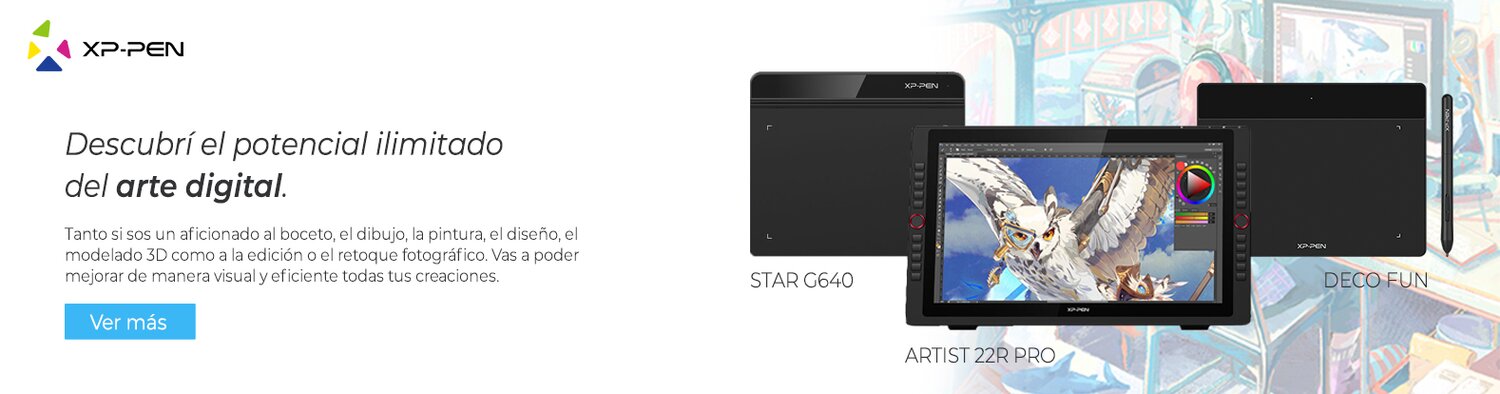 XP-PEN
Descubrí el potencial ilimitado
del arte digital.
Tanto si sos un aficionado al boceto, el dibujo, la pintura, el diseño, el
modelado 3D como a la edición o el retoque fotográfico. Vas a poder
mejorar de manera visual y eficiente todas tus creaciones.
Ver más
XP-PEN
STAR G640
XP-PEN
ARTIST 22R PRO
XP-PEN
XP-PEN
DECO FUN